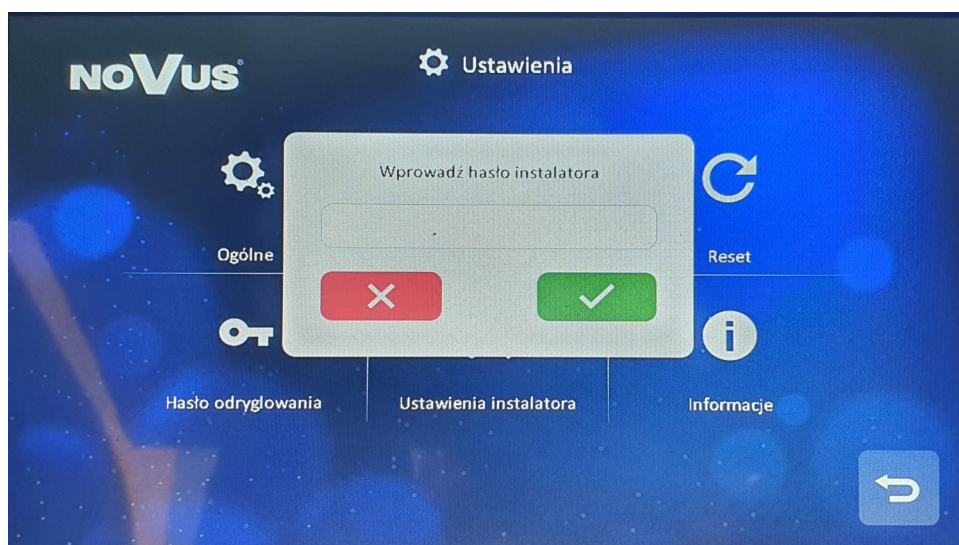 NOVUS
Ustawienia
Wprowadź hasło instalatora
Ogólne
Reset
Hasło odryglowania
Ustawienia instalatora
Informacje